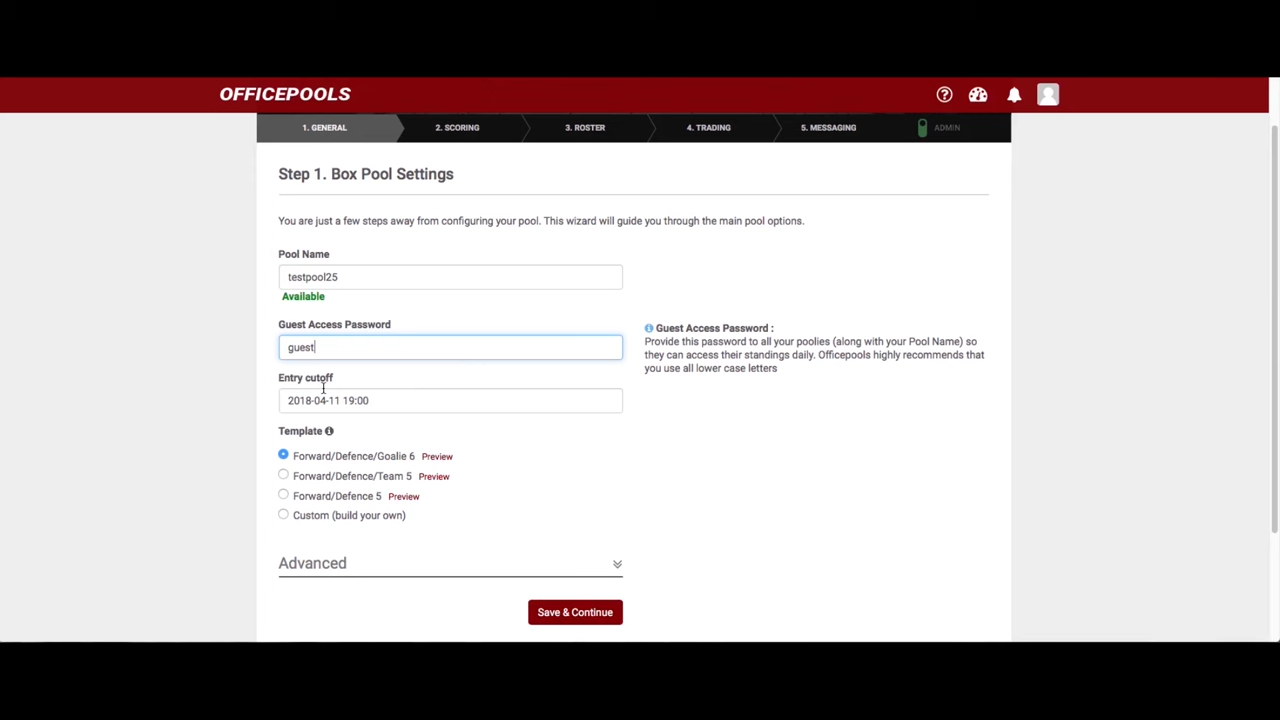 OFFICEPOOLS
1. GENERAL 2. SCORING 3. ROSTER 4. TRADING 5. MESSAGING ADMIN
Step 1. Box Pool Settings
You are just a few steps away from configuring your pool. This wizard will guide you through the main pool options.
Pool Name
testpool25
Available
Guest Access Password
guest
Guest Access Password :
Provide this password to all your poolies (along with your Pool Name) so
they can access their standings daily. Officepools highly recommends that
you use all lower case letters
Entry cutoff
2018-04-11 19:00
Template
Forward/Defence/Goalie 6 Preview
Forward/Defence/Team 5 Preview
Forward/Defence 5 Preview
Custom (build your own)
Advanced
Save & Continue